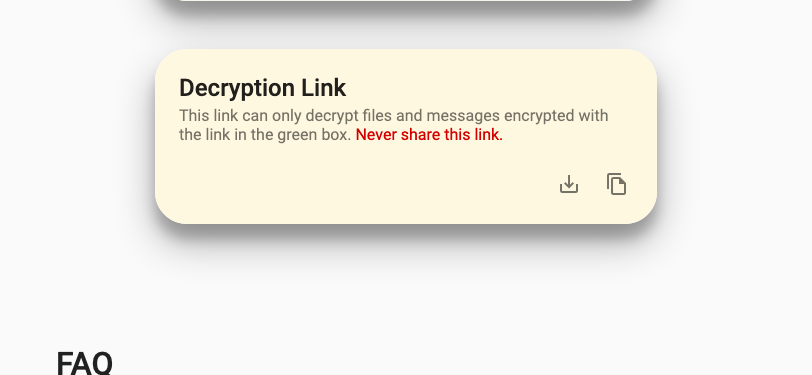 Decryption Link
This link can only decrypt files and messages encrypted with
the link in the green box. Never share this link.
FAQ